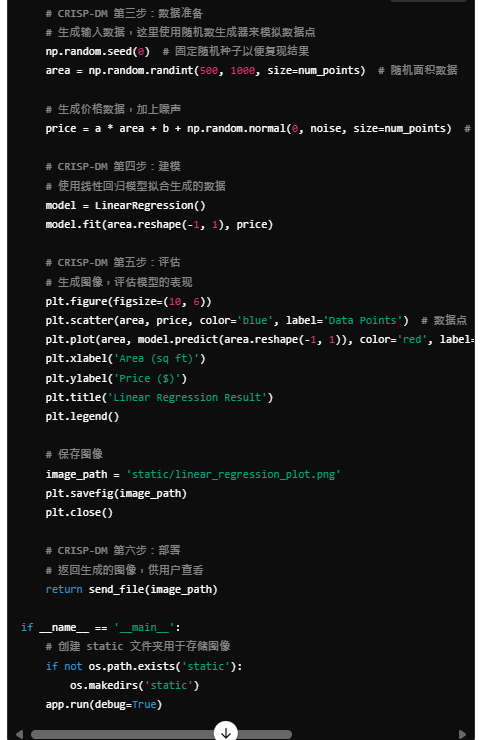 # CRISP-DM 第三步：数据准备
# 生成输入数据，这里使用随机数生成器来模拟数据点
np.random.seed(0)  # 固定随机种子以便复现结果
area = np.random.randint(500, 1000, size=num_points)  # 随机面积数据
# 生成价格数据，加上噪声
price = a * area + b + np.random.normal(0, noise, size=num_points)  #
# CRISP-DM 第四步：建模
# 使用线性回归模型拟合生成的数据
model = LinearRegression()
model.fit(area.reshape(-1, 1), price)
# CRISP-DM 第五步：评估
# 生成图像，评估模型的表现
plt.figure(figsize=(10, 6))
plt.scatter(area, price, color='blue', label='Data Points')  # 数据点
plt.plot(area, model.predict(area.reshape(-1, 1)), color='red', label=
plt.xlabel('Area (sq ft)')
plt.ylabel('Price ($)')
plt.title('Linear Regression Result')
plt.legend()
# 保存图像
image_path = 'static/linear_regression_plot.png'
plt.savefig(image_path)
plt.close()
# CRISP-DM 第六步：部署
# 返回生成的图像，供用户查看
return send_file(image_path)
if __name__ == '__main__':
# 创建 static 文件夹用于存储图像
if not os.path.exists('static'):
os.makedirs('static')
app.run(debug=True)